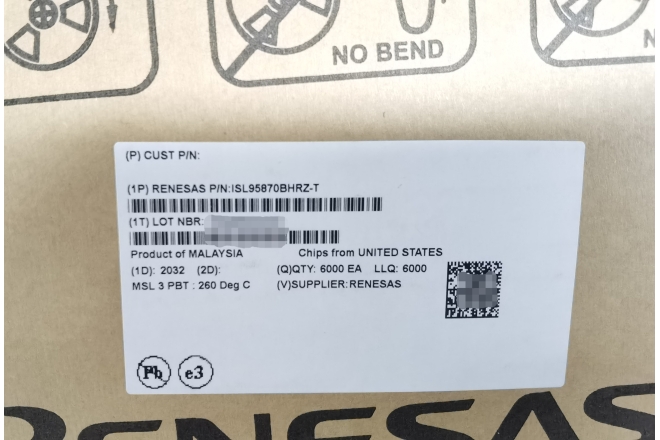 NO BEND
N
(P) CUST P/N:
(1P) RENESAS P/N:ISL95870BHRZ-T
(1T) LOT NBR:
Product of MALAYSIA Chips from UNITED STATES
(1D): 2032 (2D): (Q)QTY: 6000 EA LLQ: 6000
MSL 3 PBT : 260 Deg C (V)SUPPLIER:RENESAS
Pb e3
RENESAS